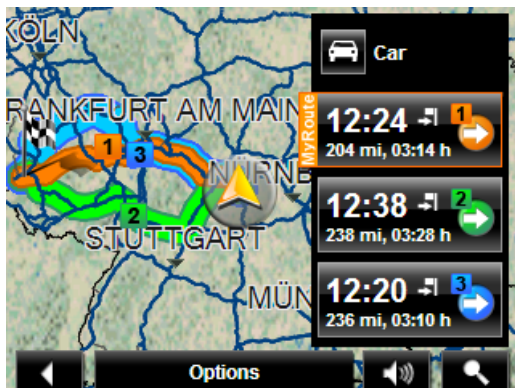 KÖLN
RANKFURT AM MAIN
NÜRNB
STUTTGART
MÜN
1
3
2
Car
MyRoute
12:24
1
204 mi, 03:14 h
12:38
2
238 mi, 03:28 h
12:20
3
236 mi, 03:10 h
Options